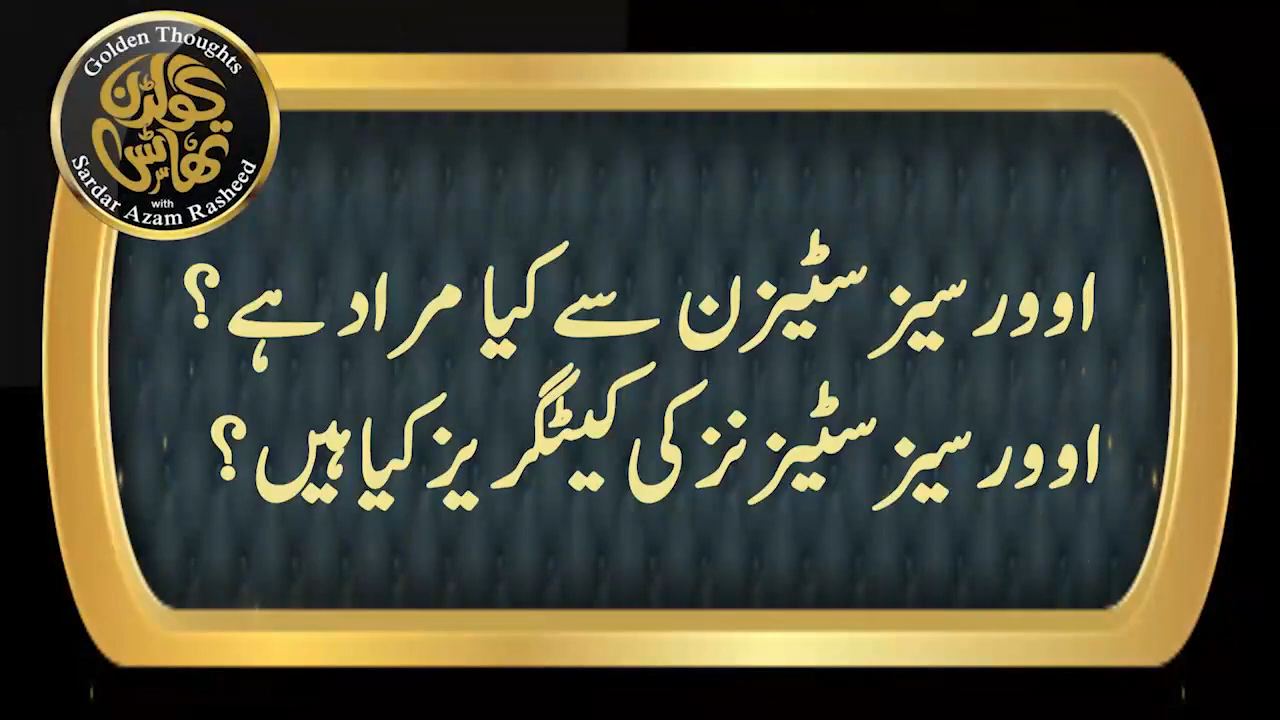 Golden Thoughts
گولڈن
تھاٹس
with
Sardar Azam Rasheed
اوورسیز سٹیزن سے کیا مراد ہے؟
اوورسیز سٹیزنز کی کیٹگریز کیا ہیں؟